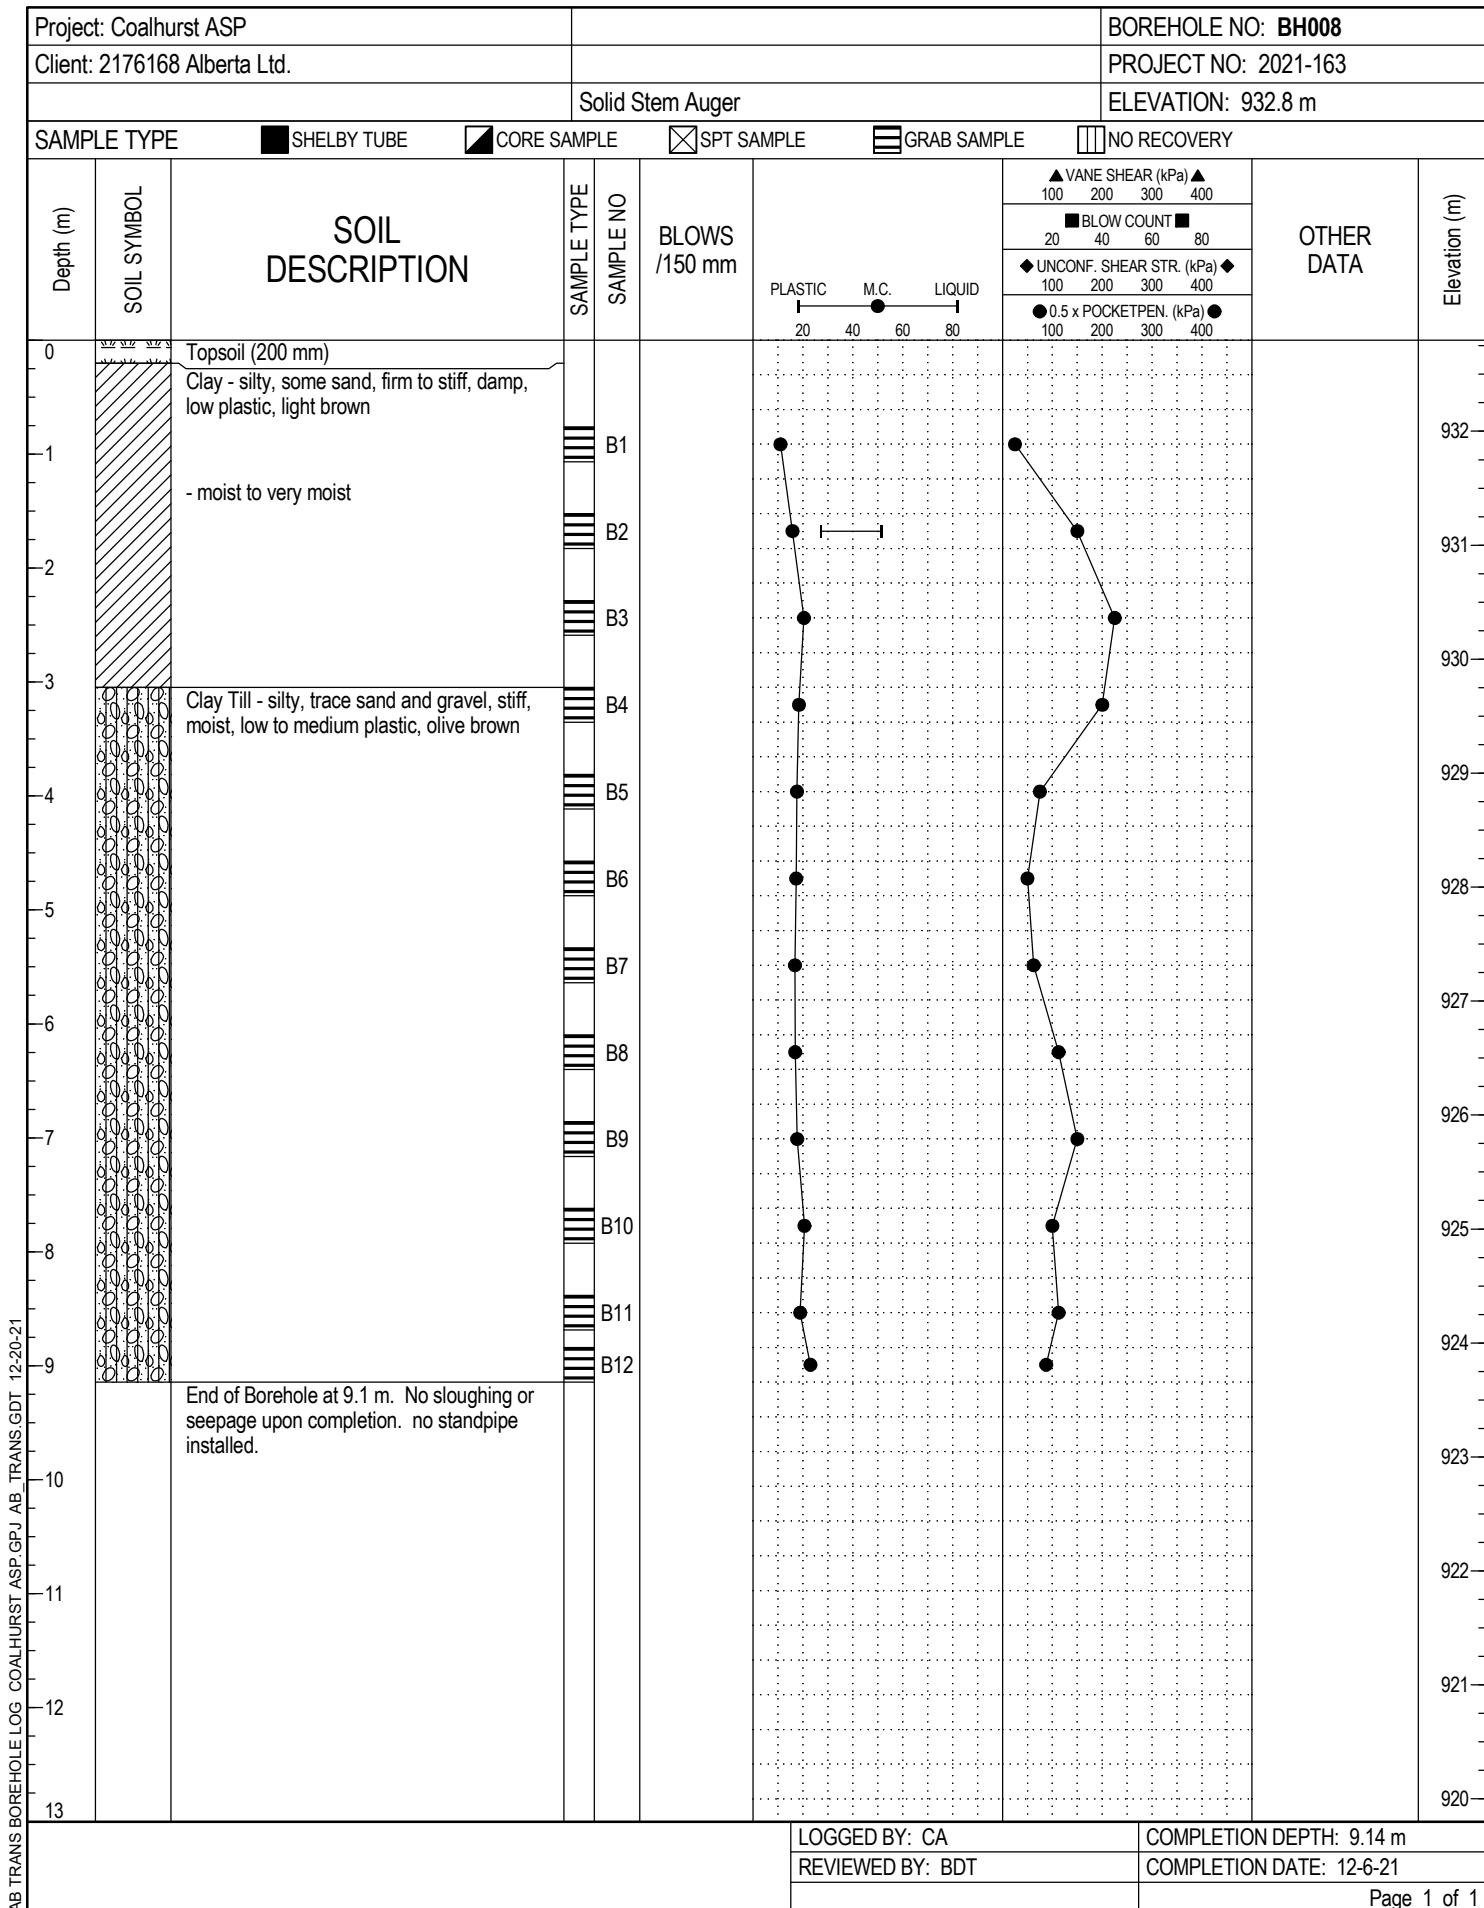 Project: Coalhurst ASP
BOREHOLE NO: BH008
Client: 2176168 Alberta Ltd.
PROJECT NO: 2021-163
Solid Stem Auger
ELEVATION: 932.8 m
SAMPLE TYPE
SHELBY TUBE
CORE SAMPLE
SPT SAMPLE
GRAB SAMPLE
NO RECOVERY
Depth (m)
SOIL SYMBOL
SOIL
DESCRIPTION
SAMPLE TYPE
SAMPLE NO
BLOWS
/150 mm
PLASTIC M.C. LIQUID
20 40 60 80
VANE SHEAR (kPa)
100 200 300 400
BLOW COUNT
20 40 60 80
UNCONF. SHEAR STR. (kPa)
100 200 300 400
0.5 x POCKETPEN. (kPa)
100 200 300 400
OTHER
DATA
Elevation (m)
0
Topsoil (200 mm)
Clay - silty, some sand, firm to stiff, damp,
low plastic, light brown
932
B1
1
- moist to very moist
B2
931
2
B3
930
3
Clay Till - silty, trace sand and gravel, stiff,
moist, low to medium plastic, olive brown
B4
929
4
B5
B6
928
5
B7
927
6
B8
926
7
B9
B10
925
8
B11
924
9
B12
End of Borehole at 9.1 m. No sloughing or
seepage upon completion. no standpipe
installed.
923
10
922
11
921
12
920
13
AB TRANS BOREHOLE LOG COALHURST ASP.GPJ AB_TRANS.GDT 12-20-21
LOGGED BY: CA
COMPLETION DEPTH: 9.14 m
REVIEWED BY: BDT
COMPLETION DATE: 12-6-21
Page 1 of 1